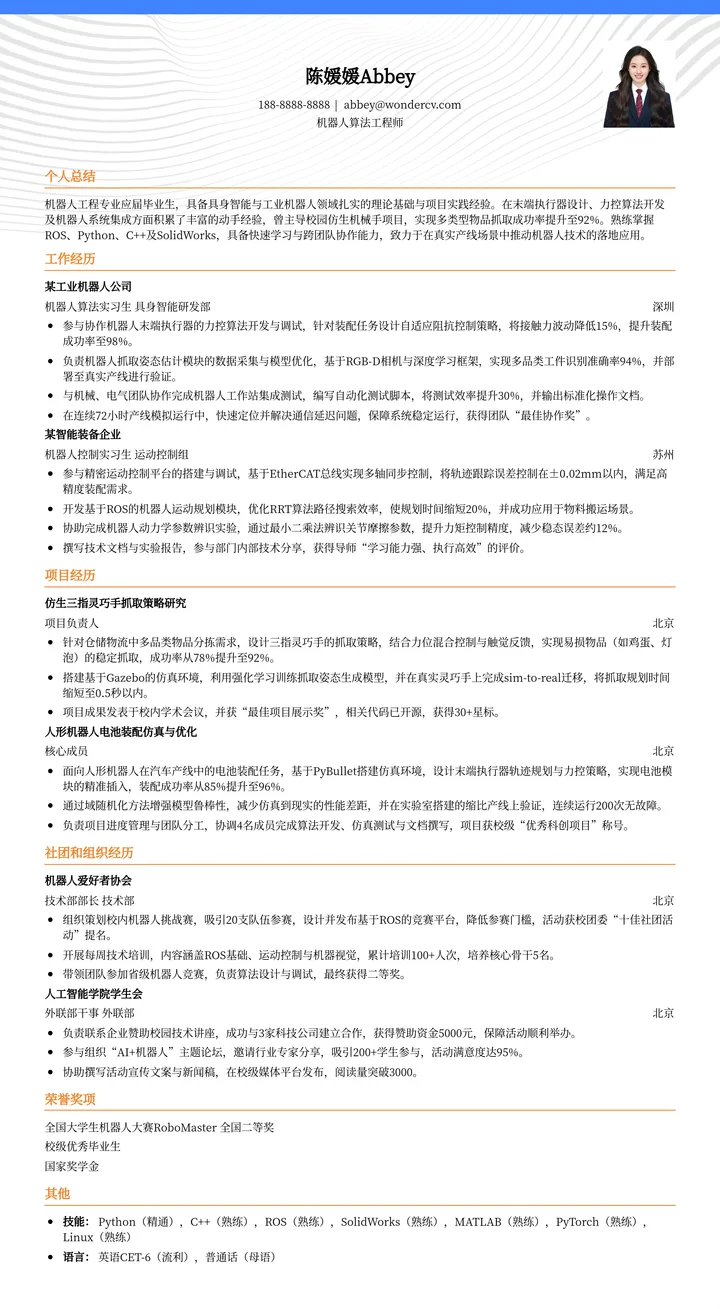 陈媛媛Abbey
188-8888-8888 | abbey@wondercv.com
机器人算法工程师
个人总结
机器人工程专业应届毕业生，具备具身智能与工业机器人领域扎实的理论基础与项目实践经验。在末端执行器设计、力控算法开发
及机器人系统集成方面积累了丰富的动手经验，曾主导校园仿生机械手项目，实现多类型物品抓取成功率提升至92%。熟练掌握
ROS、Python、C++及SolidWorks，具备快速学习与跨团队协作能力，致力于在真实产线场景中推动机器人技术的落地应用。
工作经历
某工业机器人公司
机器人算法实习生 具身智能研发部 深圳
• 参与协作机器人末端执行器的力控算法开发与调试，针对装配任务设计自适应阻抗控制策略，将接触力波动降低15%，提升装配
成功率至98%。
• 负责机器人抓取姿态估计模块的数据采集与模型优化，基于RGB-D相机与深度学习框架，实现多品类工件识别准确率94%，并部
署至真实产线进行验证。
• 与机械、电气团队协作完成机器人工作站集成测试，编写自动化测试脚本，将测试效率提升30%，并输出标准化操作文档。
• 在连续72小时产线模拟运行中，快速定位并解决通信延迟问题，保障系统稳定运行，获得团队“最佳协作奖”。
某智能装备企业
机器人控制实习生 运动控制组 苏州
• 参与精密运动控制平台的搭建与调试，基于EtherCAT总线实现多轴同步控制，将轨迹跟踪误差控制在±0.02mm以内，满足高
精度装配需求。
• 开发基于ROS的机器人运动规划模块，优化RRT算法路径搜索效率，使规划时间缩短20%，并成功应用于物料搬运场景。
• 协助完成机器人动力学参数辨识实验，通过最小二乘法辨识关节摩擦参数，提升力矩控制精度，减少稳态误差约12%。
• 撰写技术文档与实验报告，参与部门内部技术分享，获得导师“学习能力强、执行高效”的评价。
项目经历
仿生三指灵巧手抓取策略研究
项目负责人 北京
• 针对仓储物流中多品类物品分拣需求，设计三指灵巧手的抓取策略，结合力位混合控制与触觉反馈，实现易损物品（如鸡蛋、灯
泡）的稳定抓取，成功率从78%提升至92%。
• 搭建基于Gazebo的仿真环境，利用强化学习训练抓取姿态生成模型，并在真实灵巧手上完成sim-to-real迁移，将抓取规划时间
缩短至0.5秒以内。
• 项目成果发表于校内学术会议，并获“最佳项目展示奖”，相关代码已开源，获得30+星标。
人形机器人电池装配仿真与优化
核心成员 北京
• 面向人形机器人在汽车产线中的电池装配任务，基于PyBullet搭建仿真环境，设计末端执行器轨迹规划与力控策略，实现电池模
块的精准插入，装配成功率从85%提升至96%。
• 通过域随机化方法增强模型鲁棒性，减少仿真到现实的性能差距，并在实验室搭建的缩比产线上验证，连续运行200次无故障。
• 负责项目进度管理与团队分工，协调4名成员完成算法开发、仿真测试与文档撰写，项目获校级“优秀科创项目”称号。
社团和组织经历
机器人爱好者协会
技术部部长 技术部 北京
• 组织策划校内机器人挑战赛，吸引20支队伍参赛，设计并发布基于ROS的竞赛平台，降低参赛门槛，活动获校团委“十佳社团活
动”提名。
• 开展每周技术培训，内容涵盖ROS基础、运动控制与机器视觉，累计培训100+人次，培养核心骨干5名。
• 带领团队参加省级机器人竞赛，负责算法设计与调试，最终获得二等奖。
人工智能学院学生会
外联部干事 外联部 北京
• 负责联系企业赞助校园技术讲座，成功与3家科技公司建立合作，获得赞助资金5000元，保障活动顺利举办。
• 参与组织“AI+机器人”主题论坛，邀请行业专家分享，吸引200+学生参与，活动满意度达95%。
• 协助撰写活动宣传文案与新闻稿，在校级媒体平台发布，阅读量突破3000。
荣誉奖项
全国大学生机器人大赛RoboMaster 全国二等奖
校级优秀毕业生
国家奖学金
其他
• 技能： Python（精通），C++（熟练），ROS（熟练），SolidWorks（熟练），MATLAB（熟练），PyTorch（熟练），
Linux（熟练）
• 语言： 英语CET-6（流利），普通话（母语）